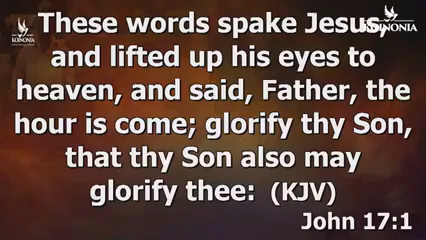 KOINONIA
KOINONIA
These words spake Jesus,
and lifted up his eyes to
heaven, and said, Father, the
hour is come; glorify thy Son,
that thy Son also may
glorify thee: (KJV)
John 17:1